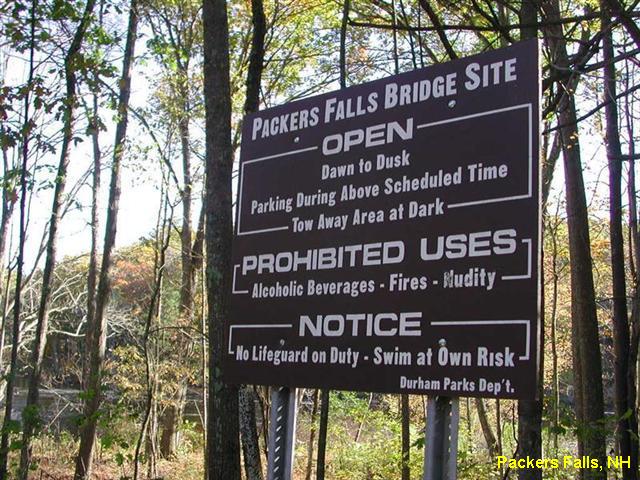 PACKERS FALLS BRIDGE SITE
OPEN
Dawn to Dusk
Parking During Above Scheduled Time
Tow Away Area at Dark
PROHIBITED USES
Alcoholic Beverages - Fires - Nudity
NOTICE
No Lifeguard on Duty - Swim at Own Risk
Durham Parks Dep't.
Packers Falls, NH